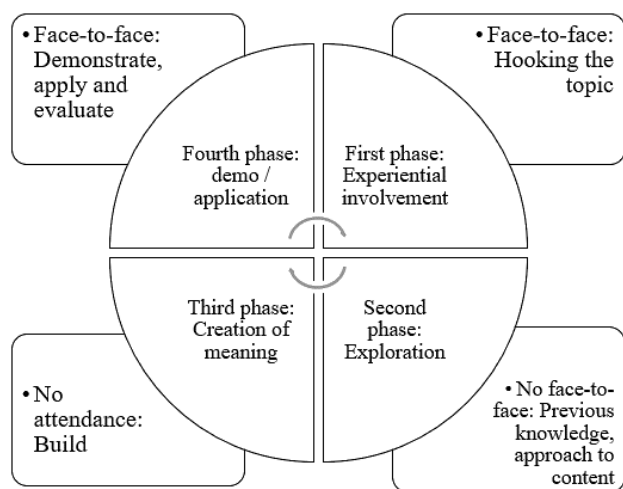 • Face-to-face:
Demonstrate,
apply and
evaluate
• Face-to-face:
Hooking the
topic
Fourth phase:
demo /
application
First phase:
Experiential
involvement
Third phase:
Creation of
meaning
Second
phase:
Exploration
• No
attendance:
Build
• No face-to-
face: Previous
knowledge,
approach to
content